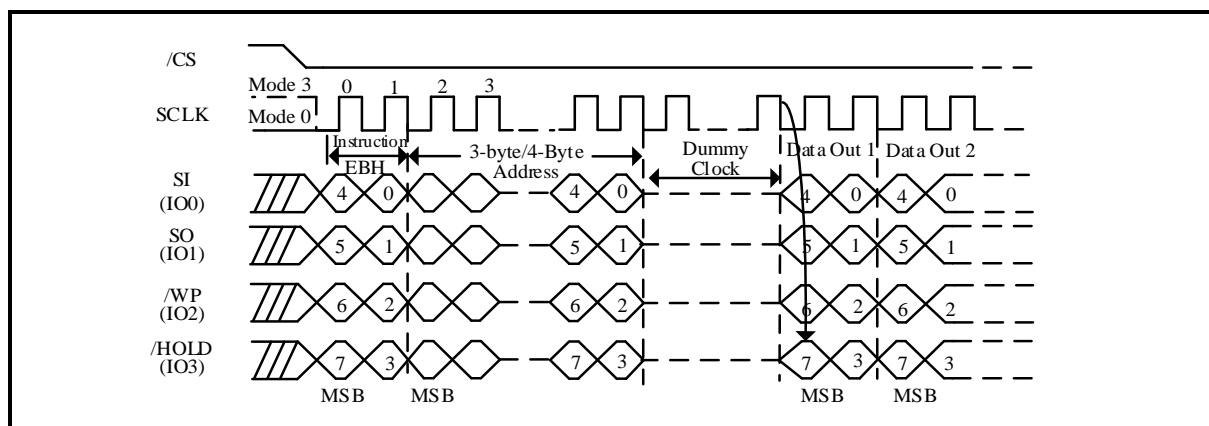 /CS
Mode 3 0 1 2 3
SCLK
Mode 0
Instruction
EBH
3-byte/4-Byte
Address
Dummy
Clock
Data Out 1
Data Out 2
SI
(IO0)
4 0 4 0 4 0 4 0
SO
(IO1)
5 1 5 1 5 1 5 1
/WP
(IO2)
6 2 6 2 6 2 6 2
/HOLD
(IO3)
7 3 7 3 7 3 7 3
MSB MSB MSB MSB